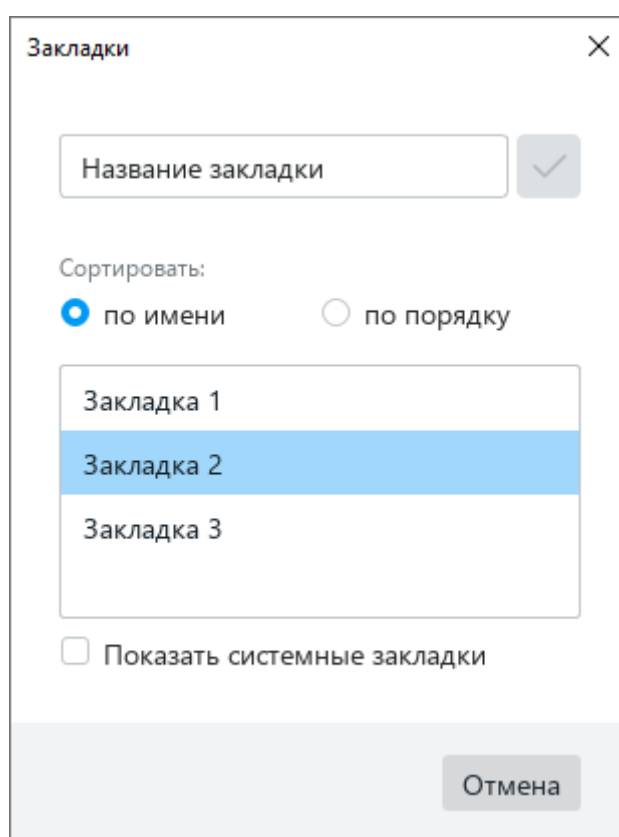 Закладки
Название закладки
Сортировать:
по имени по порядку
Закладка 1
Закладка 2
Закладка 3
Показать системные закладки
Отмена